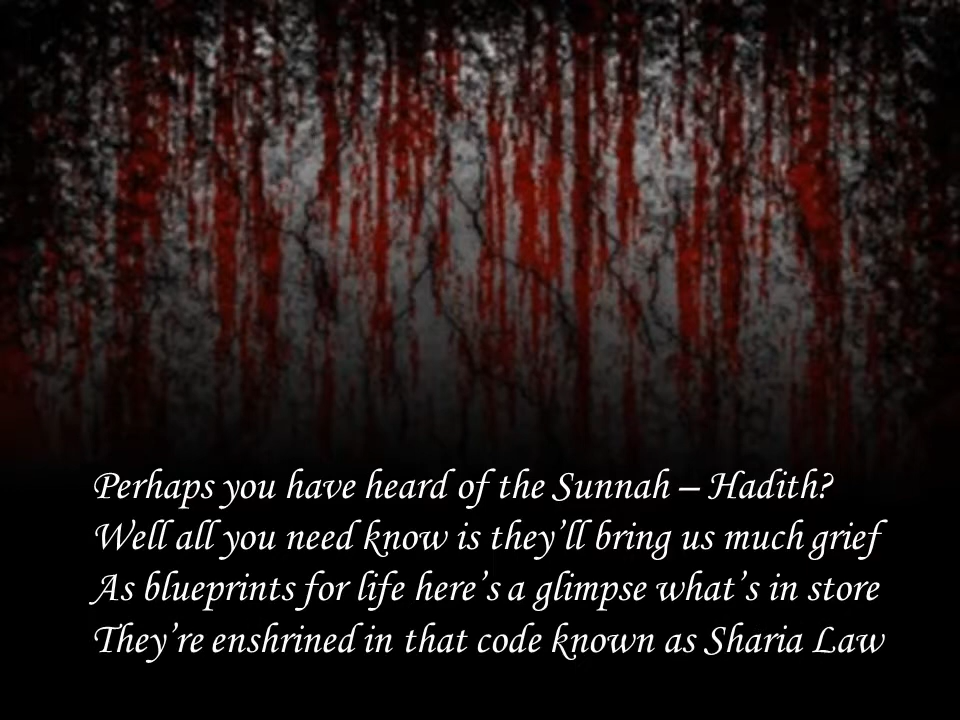 Perhaps you have heard of the Sunnah – Hadith?
Well all you need know is they’ll bring us much grief
As blueprints for life here’s a glimpse what’s in store
They’re enshrined in that code known as Sharia Law